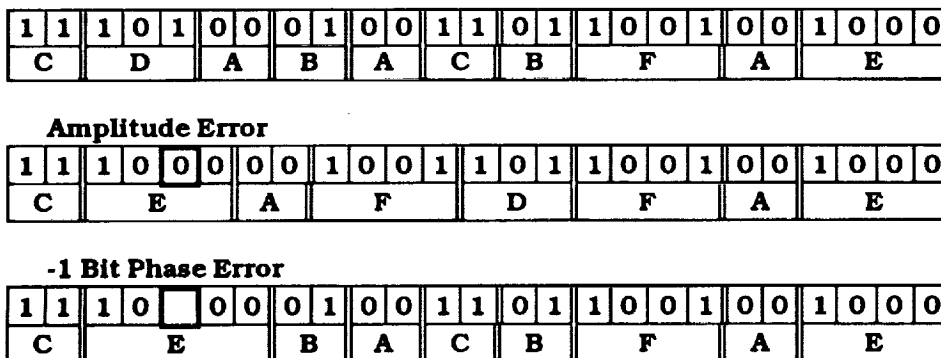 1 1 1 0 1 0 0 0 1 0 0 1 1 0 1 1 0 0 1 0 0 1 0 0 0
C D A B A C B F A E
Amplitude Error
1 1 1 0 0 0 0 0 1 0 0 1 1 0 1 1 0 0 1 0 0 1 0 0 0
C E A F D F A E
-1 Bit Phase Error
1 1 1 0 0 0 0 1 0 0 1 1 0 1 1 0 0 1 0 0 1 0 0 0
C E B A C B F A E